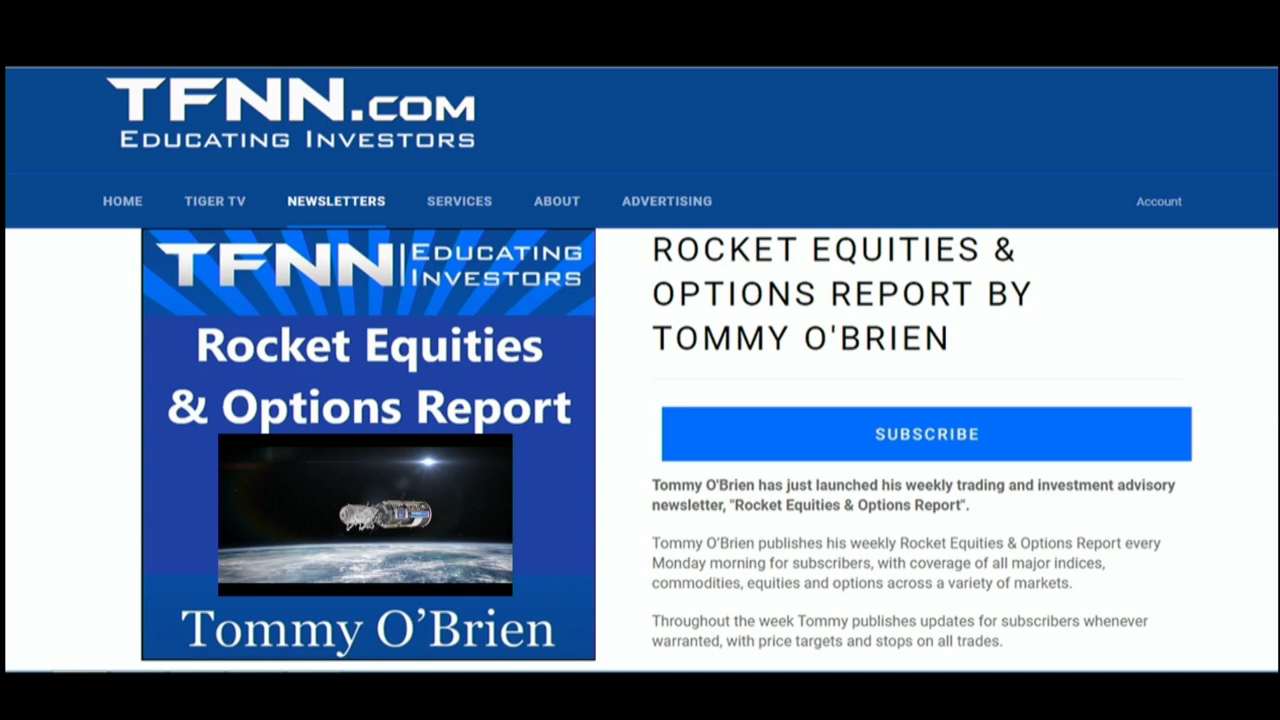 TFNN.COM
EDUCATING INVESTORS
HOME TIGER TV NEWSLETTERS SERVICES ABOUT ADVERTISING Account
TFNN | EDUCATING
INVESTORS
Rocket Equities
& Options Report
Tommy O’Brien
ROCKET EQUITIES &
OPTIONS REPORT BY
TOMMY O'BRIEN
SUBSCRIBE
Tommy O'Brien has just launched his weekly trading and investment advisory
newsletter, "Rocket Equities & Options Report".
Tommy O'Brien publishes his weekly Rocket Equities & Options Report every
Monday morning for subscribers, with coverage of all major indices,
commodities, equities and options across a variety of markets.
Throughout the week Tommy publishes updates for subscribers whenever
warranted, with price targets and stops on all trades.